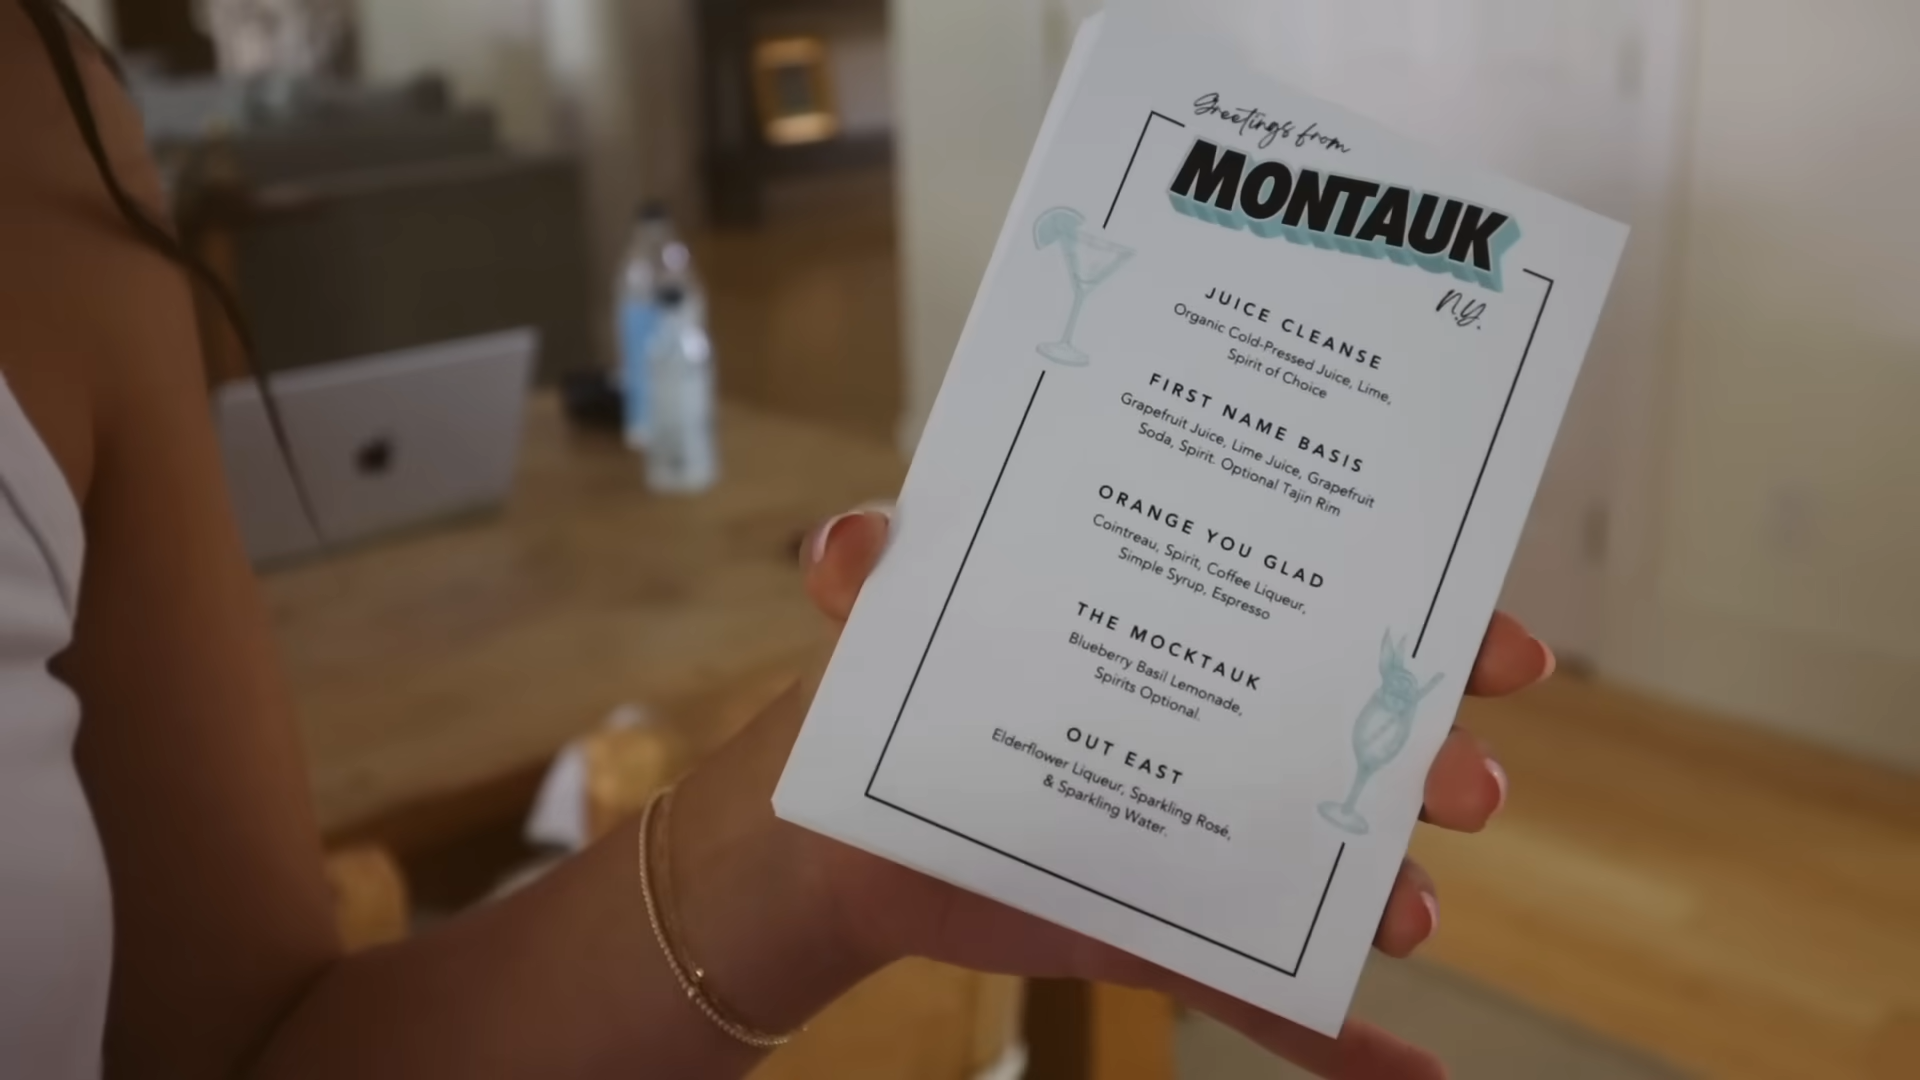 Greetings from
MONTAUK
N.Y.
JUICE CLEANSE
Organic Cold-Pressed Juice, Lime,
Spirit of Choice
FIRST NAME BASIS
Grapefruit Juice, Lime Juice, Grapefruit
Soda, Spirit. Optional Tajin Rim
ORANGE YOU GLAD
Cointreau, Spirit, Coffee Liqueur,
Simple Syrup, Espresso
THE MOCKTAUK
Blueberry Basil Lemonade,
Spirits Optional.
OUT EAST
Elderflower Liqueur, Sparkling Rosé,
& Sparkling Water.